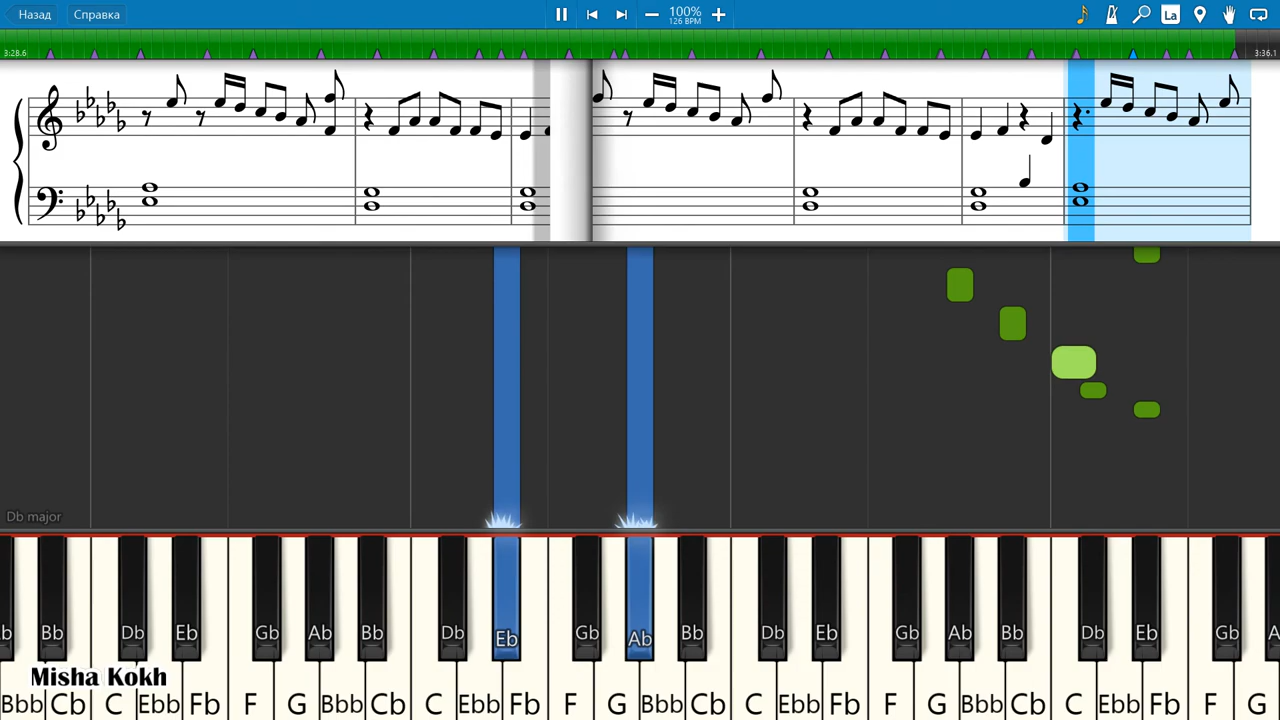 Назад Справка 100% La
126 BPM
3:28.6 3:36.1
Db major
Bb Db Eb Gb Ab Bb Db Eb Gb Ab Bb Db Eb Gb Ab Bb Db Eb Gb
Misha Kokh
Bbb Cb C Ebb Fb F G Bbb Cb C Ebb Fb F G Bbb Cb C Ebb Fb F G Bbb Cb C Ebb Fb F G